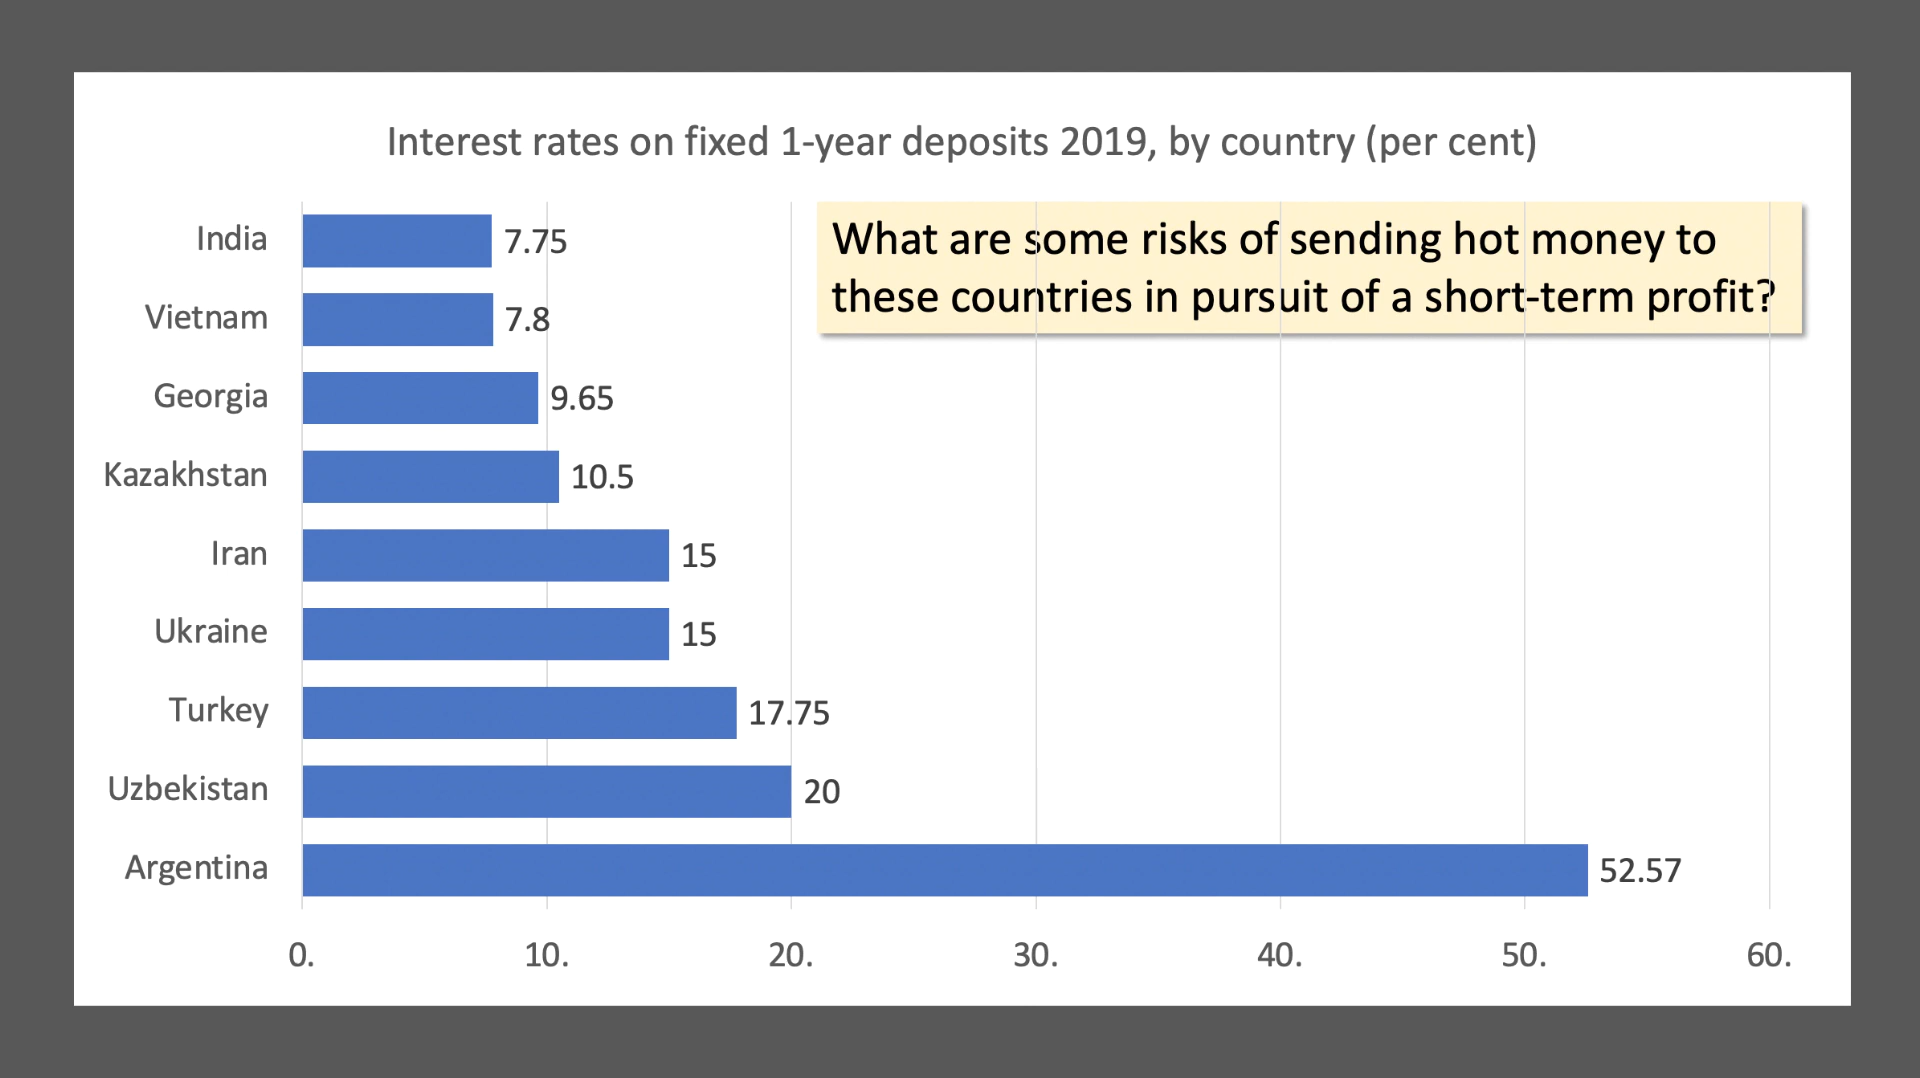 Interest rates on fixed 1-year deposits 2019, by country (per cent)
What are some risks of sending hot money to
these countries in pursuit of a short-term profit?
India 7.75
Vietnam 7.8
Georgia 9.65
Kazakhstan 10.5
Iran 15
Ukraine 15
Turkey 17.75
Uzbekistan 20
Argentina 52.57
0. 10. 20. 30. 40. 50. 60.